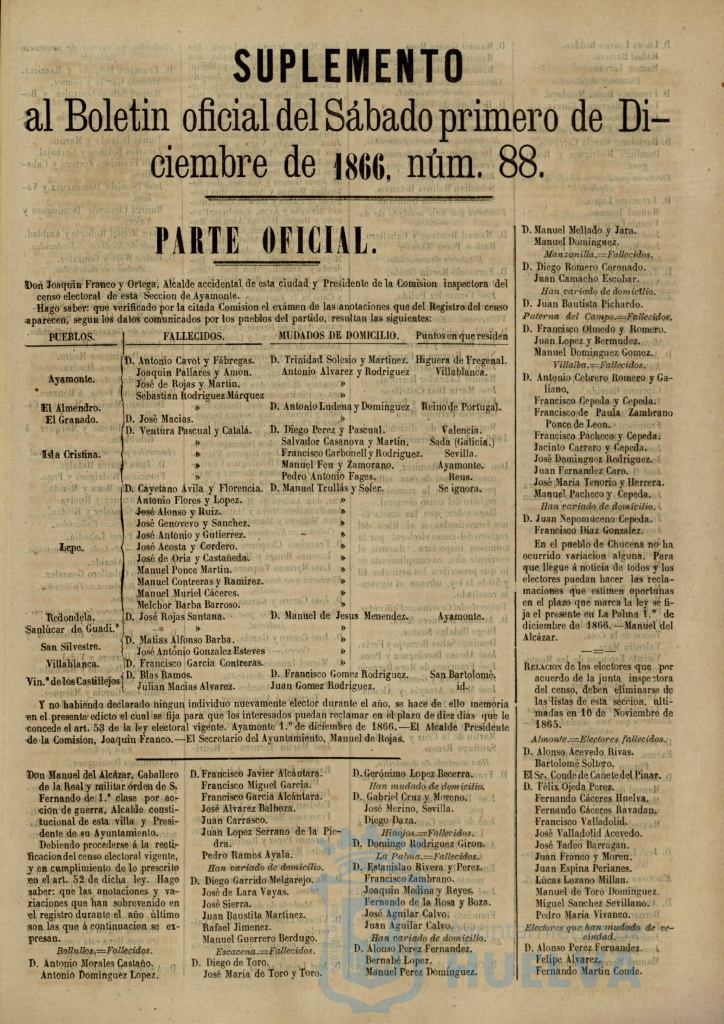 SUPLEMENTO
al Boletin oficial del Sábado primero de Di-
ciembre de 1866, núm. 88.
PARTE OFICIAL.
Don Joaquin Franco y Ortega, Alcalde accidental de esta ciudad y Presidente de la Comision inspectora del
censo electoral de esta Seccion de Ayamonte.
Hago saber: que verificado por la citada Comision el exámen de las anotaciones que del Registro del censo
aparecen, según los datos comunicados por los pueblos del partido, resultan las siguientes:
PUEBLOS. FALLECIDOS. MUDADOS DE DOMICILIO. Puntos en que residen
Ayamonte.
D. Antonio Cavot y Fábregas. D. Trinidad Solesio y Martinez. Higuera de Fregenal.
Joaquin Pallares y Amon. Antonio Alvarez y Rodriguez Villablanca.
José de Rojas y Martin. »
Sebastian Rodriguez Márquez »
El Almendro. » D. Antonio Ludena y Dominguez Reino de Portugal.
El Granado. D. José Macias. »
Isla Cristina.
D. Ventura Pascual y Catalá. D. Diego Perez y Pascual. Valencia.
» Salvador Casanova y Martin. Sada (Galicia.)
» Francisco Carbonell y Rodriguez. Sevilla.
» Manuel Feu y Zamorano. Ayamonte.
» Pedro Antonio Fages. Reus.
Lepe.
D. Cayetano Avila y Florencia. D. Manuel Trullás y Soler. Se ignora.
Antonio Flores y Lopez. »
José Alonso y Ruiz. »
José Genovevo y Sanchez. »
José Antonio y Gutierrez. »
José Acosta y Cordero. »
José de Oria y Castañeda. »
Manuel Ponce Martin. »
Manuel Contreras y Ramirez. »
Manuel Muriel Cáceres. »
Melchor Barba Barroso. »
Redondela. D. José Rojas Santana. D. Manuel de Jesus Menendez. Ayamonte.
Sanlúcar de Guadi.ª » »
San Silvestre.
D. Matias Alfonso Barba. »
José Antonio Gonzalez Esteves »
Villablanca. D. Francisco Garcia Contreras. »
Vin.ª de los Castillejos
D. Blas Ramos. D. Francisco Gomez Rodriguez. San Bartolomé.
Julian Macias Alvarez. Juan Gomez Rodriguez. id.
Y no habiendo declarado ningun individuo nuevamente elector durante el año, se hace de ello memoria
en el presente edicto el cual se fija para que los interesados puedan reclamar en el plazo de diez dias que le
concede el art. 53 de la ley electoral vigente. Ayamonte 1.º de diciembre de 1866.—El Alcalde Presidente
de la Comision, Joaquin Franco.—El Secretario del Ayuntamiento, Manuel de Rojas.
Don Manuel del Alcázar, Caballero
de la Real y militar órden de S.
Fernando de 1.ª clase por ac-
cion de guerra, Alcalde consti-
tucional de esta villa y Presi-
dente de su Ayuntamiento.
Debiendo procederse á la recti-
ficacion del censo electoral vigente,
y en cumplimiento de lo prescrito
en el art. 52 de dicha ley. Hago
saber: que las anotaciones y va-
riaciones que han sobrevenido en
el registro durante el año último
son las que á continuacion se es-
presan.
Bollullos.=Fallecidos.
D. Antonio Morales Castaño.
Antonio Dominguez Lopez.
D. Francisco Javier Alcántara.
Francisco Miguel Garcia.
Francisco Garcia Alcántara.
José Alvarez Balboza.
Juan Carrasco.
Juan Lopez Serrano de la Pie-
dra.
Pedro Ramos Ayala.
Han variado de domicilio.
D. Diego Garrido Melgarejo.
José de Lara Vayas.
José Sierra.
Juan Bautista Martinez.
Rafael Jimenez.
Manuel Guerrero Berdugo.
Escacena.=Fallecidos.
D. Diego de Toro.
José Maria de Toro y Toro.
D. Gerónimo Lopez Becerra.
Han mudado de domicilio.
D. Gabriel Cruz y Moreno.
José Merino, Sevilla.
Diego Daza.
Hinojos.=Fallecidos.
D. Domingo Rodriguez Giron.
La Palma.=Fallecidos.
D. Estanislao Rivera y Perez.
Francisco Zambrano.
Joaquin Medina y Reyes.
Fernando de la Rosa y Boza.
José Aguilar Calvo.
Juan Aguilar Calvo.
Han variado de domicilio.
D. Alonso Perez Fernandez.
Bernabé Lopez.
Manuel Perez Dominguez.
D. Manuel Mellado y Jara.
Manuel Dominguez.
Manzanilla.=Fallecidos.
D. Diego Romero Coronado.
Juan Camacho Escobar.
Han variado de domicilio.
D. Juan Bautista Pichardo.
Paterna del Campo.=Fallecidos.
D. Francisco Olmedo y Romero.
Juan Lopez y Bermudez.
Manuel Dominguez Gomez.
Villalba.=Fallecidos.
D. Antonio Cebrero Romero y Ga-
liano.
Francisco Cepeda y Cepeda.
Francisco de Paula Zambrano
Ponce de Leon.
Francisco Pacheco y Cepeda.
Jacinto Carrero y Cepeda.
José Dominguez Rodriguez.
Juan Fernandez Caro.
José Maria Tenorio y Herrera.
Manuel Pacheco y Cepeda.
Han variado de domicilio.
D. Juan Nepomuceno Cepeda.
Francisco Diaz Gonzalez.
En el pueblo de Chucena no ha
ocurrido variacion alguna. Para
que llegue á noticia de todos y los
electores puedan hacer las recla-
maciones que estimen oportunas
en el plazo que marca la ley se fi-
ja el presente en La Palma 1.º de
diciembre de 1866.—Manuel del
Alcázar.
RELACION de los electores que por
acuerdo de la junta inspectora
del censo, deben eliminarse de
las listas de esta seccion, ulti-
madas en 10 de Noviembre de
1865.
Almonte.=Electores fallecidos.
D. Alonso Acevedo Rivas.
Bartolomé Soltero.
El Sr. Conde de Cañete del Pinar.
D. Félix Ojeda Perez.
Fernando Cáceres Huelva.
Fernando Cáceres Ravadan.
Francisco Valladolid.
José Valladolid Acevedo.
José Tadeo Barragan.
Juan Franco y Moreu.
Juan Espina Perianes.
Lúcas Lozano Millan.
Manuel de Toro Dominguez.
Miguel Sanchez Sevillano.
Pedro María Vivanco.
Electores que han mudado de ve-
cindad.
D. Alonso Perez Fernandez.
Felipe Alvarez.
Fernando Martin Conde.
HUELVA